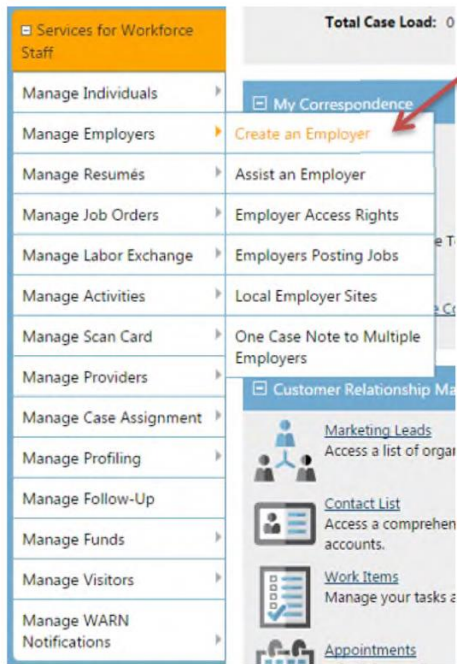 Services for Workforce
Staff
Manage Individuals
Manage Employers
Manage Resumés
Manage Job Orders
Manage Labor Exchange
Manage Activities
Manage Scan Card
Manage Providers
Manage Case Assignment
Manage Profiling
Manage Follow-Up
Manage Funds
Manage Visitors
Manage WARN
Notifications
Create an Employer
Assist an Employer
Employer Access Rights
Employers Posting Jobs
Local Employer Sites
One Case Note to Multiple
Employers
Total Case Load: 0
My Correspondence
Customer Relationship Ma
Marketing Leads
Access a list of organ
Contact List
Access a comprehen
accounts.
Work Items
Manage your tasks a
Appointments